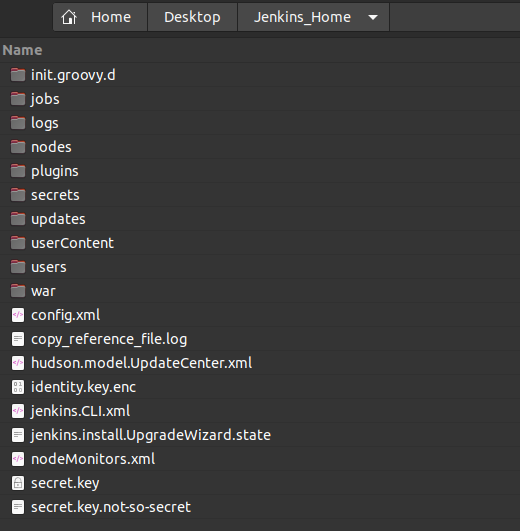 Home Desktop Jenkins_Home
Name
init.groovy.d
jobs
logs
nodes
plugins
secrets
updates
userContent
users
war
config.xml
copy_reference_file.log
hudson.model.UpdateCenter.xml
identity.key.enc
jenkins.CLI.xml
jenkins.install.UpgradeWizard.state
nodeMonitors.xml
secret.key
secret.key.not-so-secret